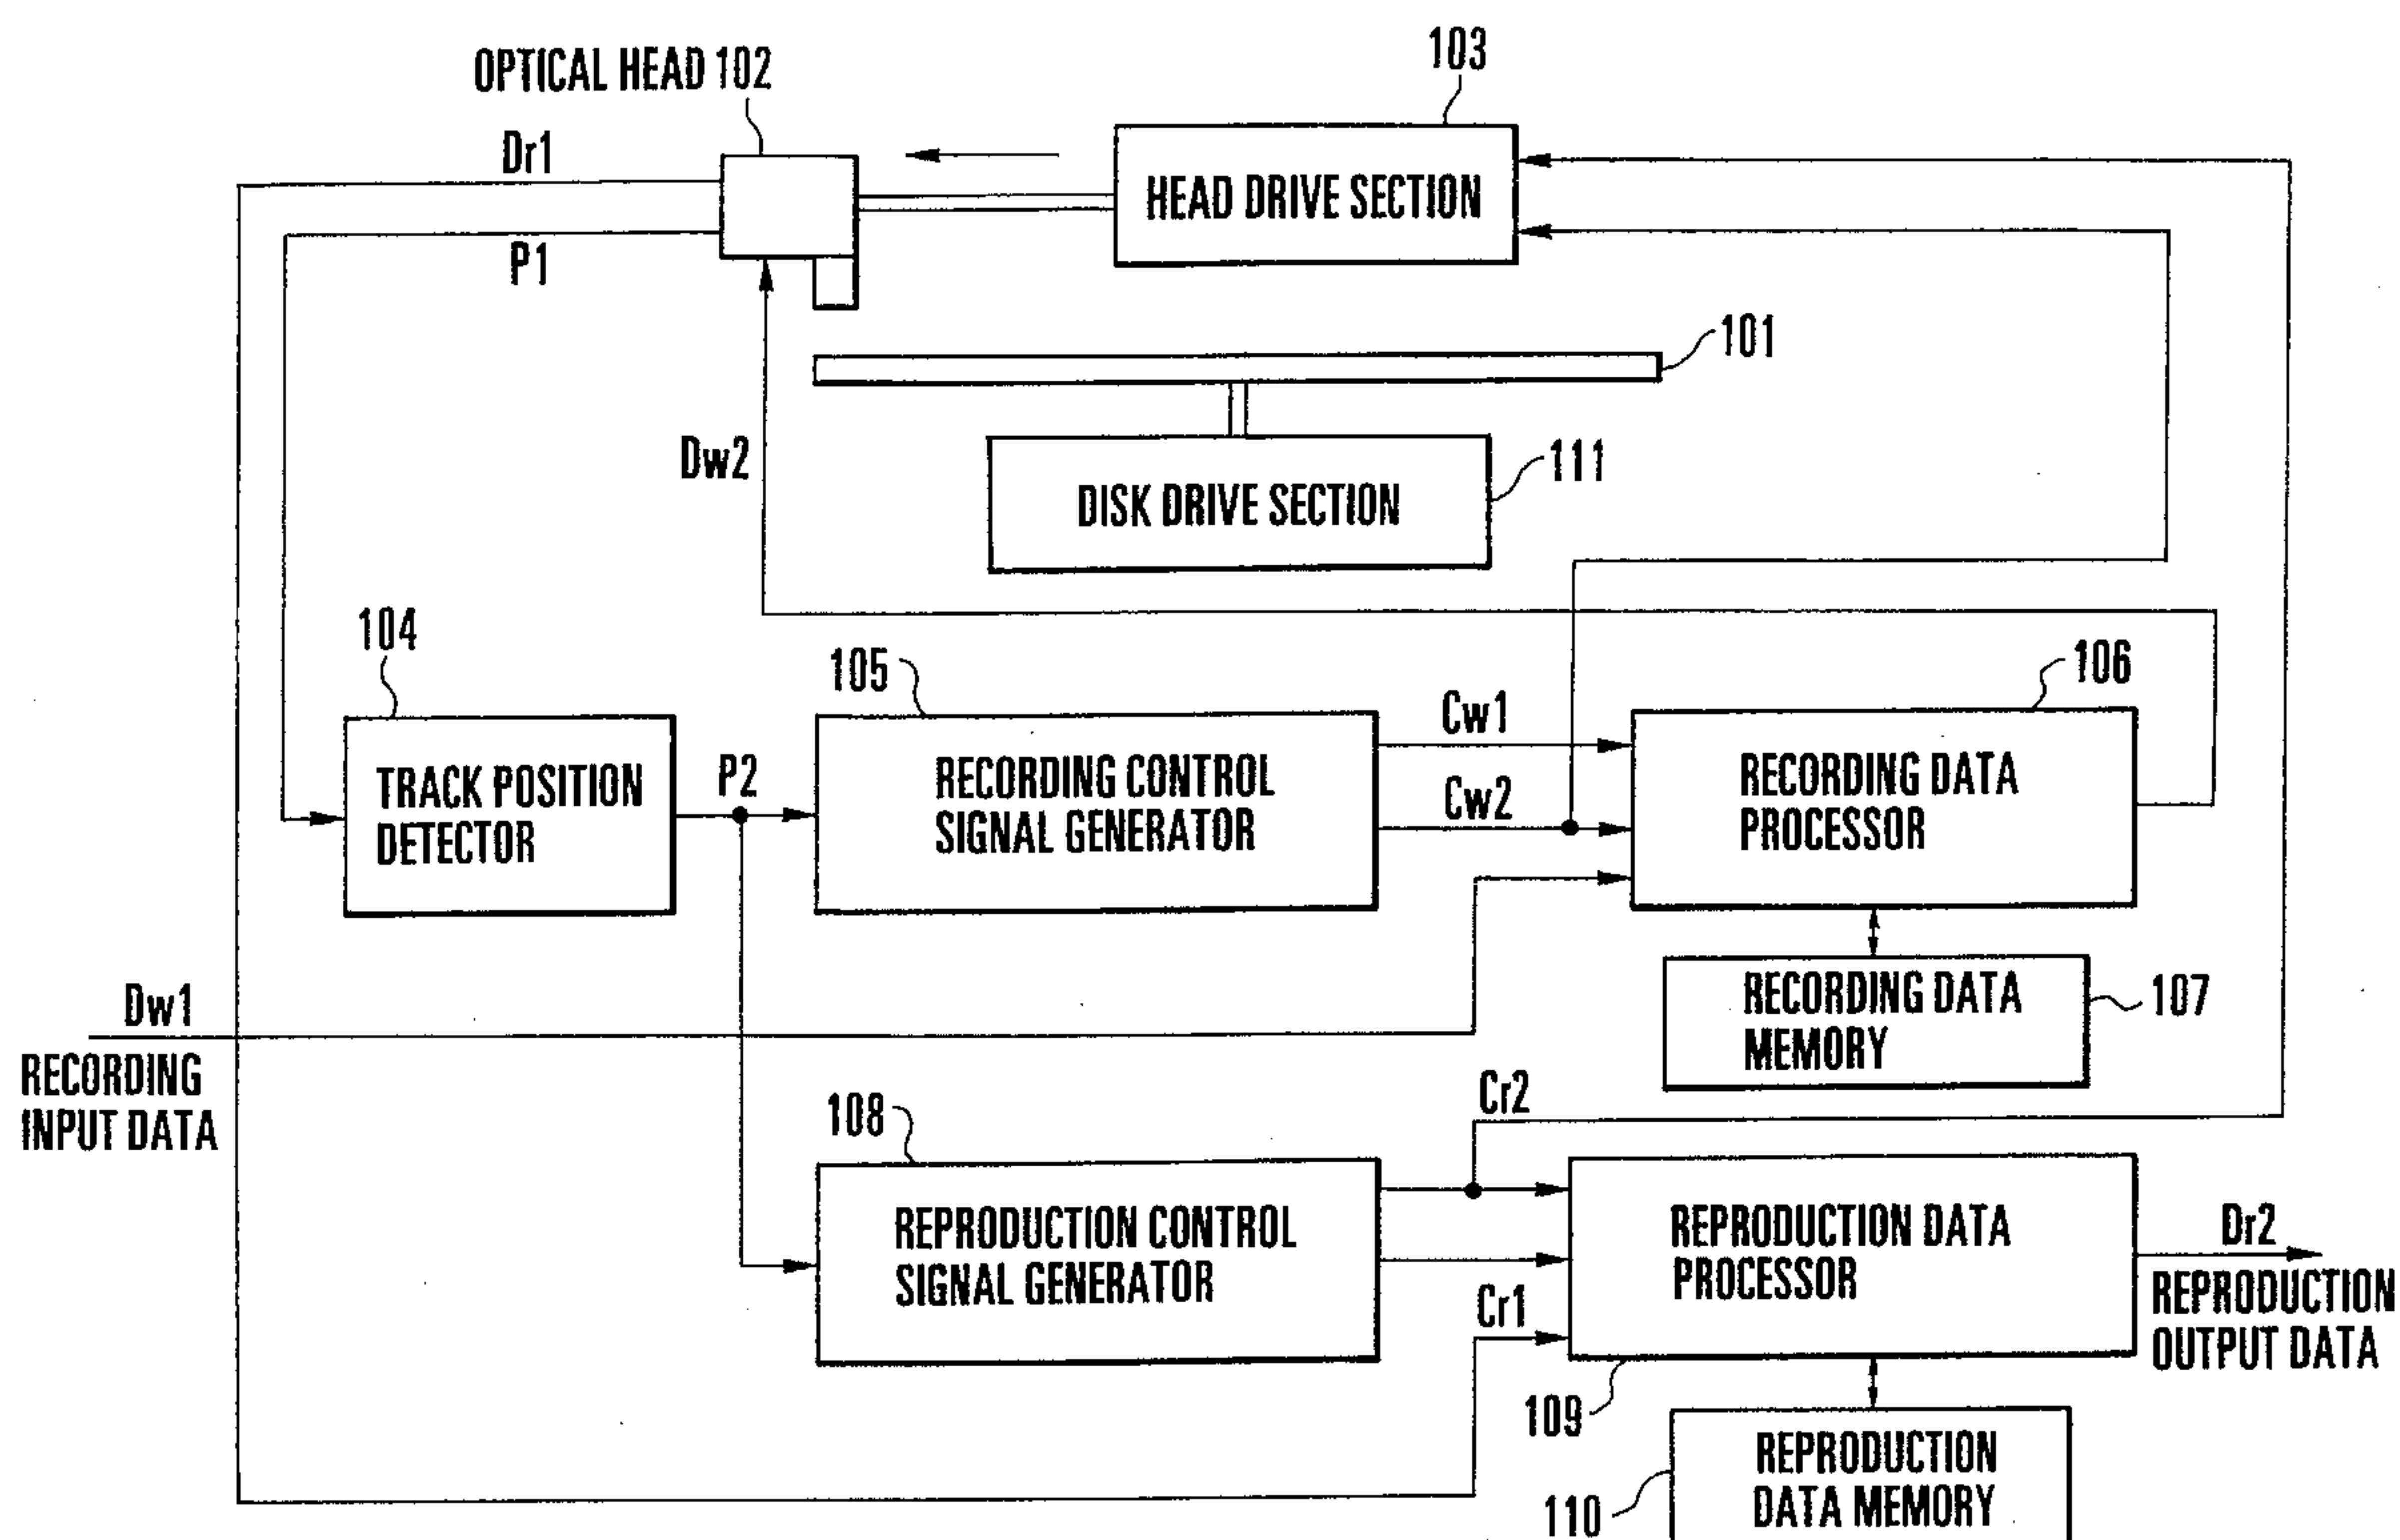 103
OPTICAL HEAD 102
Dr1
HEAD DRIVE SECTION
P1
101
Dw2
111
DISK DRIVE SECTION
104
105
106
Cw1
P2
TRACK POSITION
DETECTOR
RECORDING CONTROL
SIGNAL GENERATOR
Cw2
RECORDING DATA
PROCESSOR
Dw1
RECORDING
INPUT DATA
RECORDING DATA
MEMORY
107
Cr2
108
REPRODUCTION CONTROL
SIGNAL GENERATOR
REPRODUCTION DATA
PROCESSOR
Dr2
REPRODUCTION
OUTPUT DATA
Cr1
109
REPRODUCTION
DATA MEMORY
110